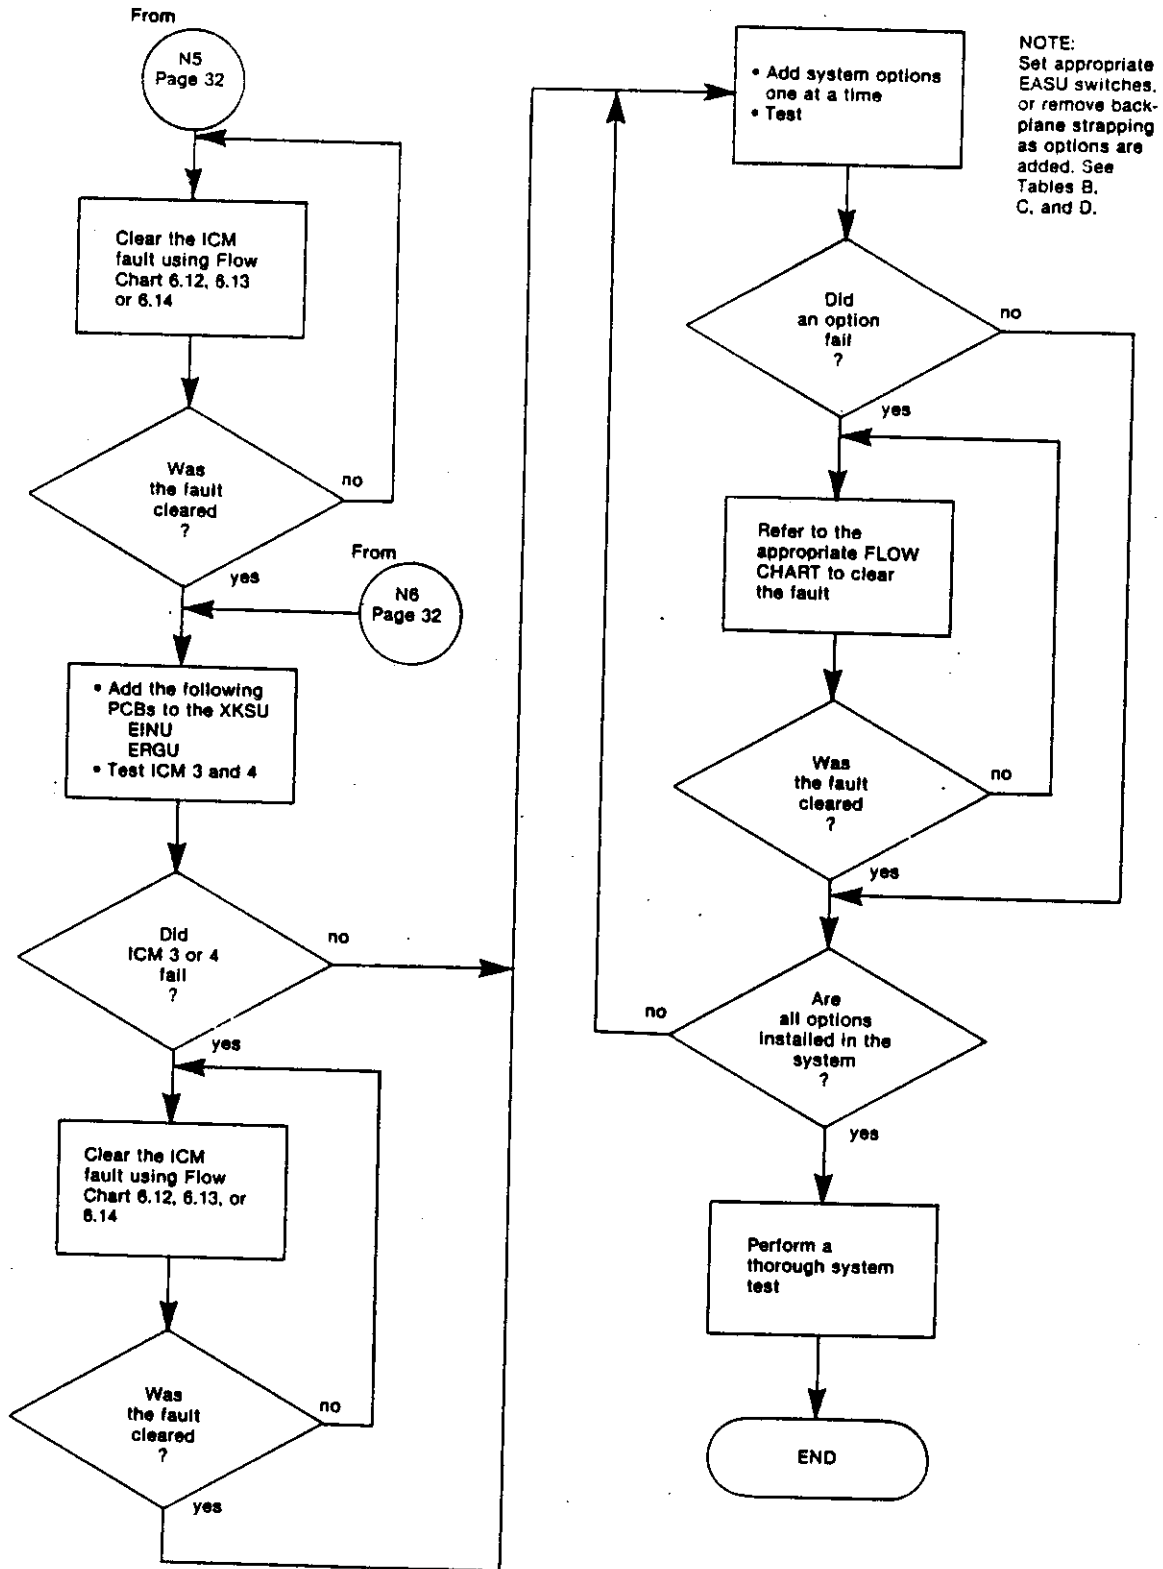 From
N5
Page 32
Clear the ICM
fault using Flow
Chart 6.12, 6.13
or 6.14
Was
the fault
cleared
?
no
yes
From
N6
Page 32
• Add the following
PCBs to the XKSU
EINU
ERGU
• Test ICM 3 and 4
Did
ICM 3 or 4
fail
?
no
yes
Clear the ICM
fault using Flow
Chart 6.12, 6.13, or
6.14
Was
the fault
cleared
?
no
yes
• Add system options
one at a time
• Test
NOTE:
Set appropriate
EASU switches,
or remove back-
plane strapping
as options are
added. See
Tables B,
C, and D.
Did
an option
fail
?
no
yes
Refer to the
appropriate FLOW
CHART to clear
the fault
Was
the fault
cleared
?
no
yes
Are
all options
installed in the
system
?
no
yes
Perform a
thorough system
test
END